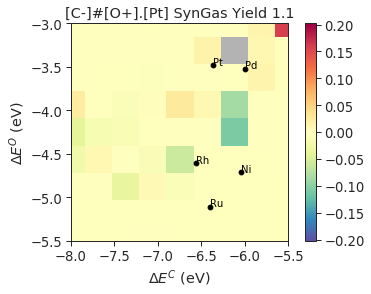 [C-]#[O+].[Pt] SynGas Yield 1.1
−3.0
−3.5
−4.0
−4.5
−5.0
−5.5
ΔE^O (eV)
Pt
Pd
Rh
Ni
Ru
−8.0 −7.5 −7.0 −6.5 −6.0 −5.5
ΔE^C (eV)
0.20
0.15
0.10
0.05
0.00
−0.05
−0.10
−0.15
−0.20